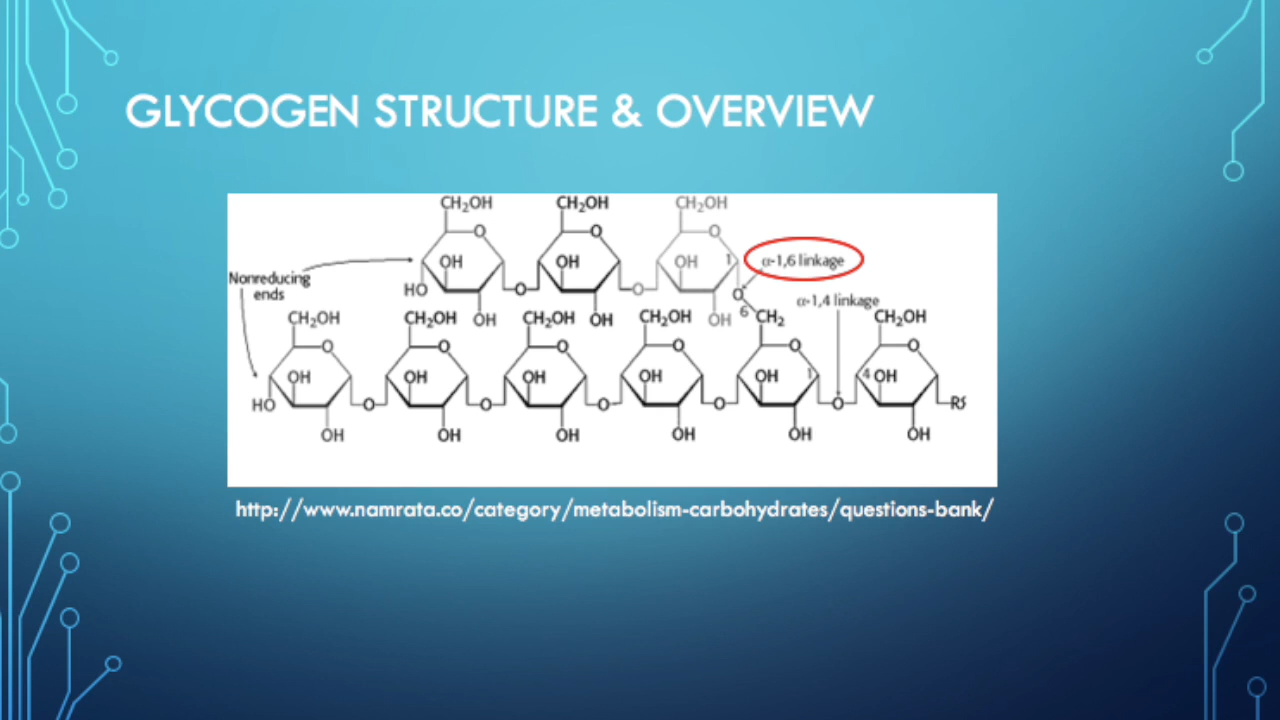 GLYCOGEN STRUCTURE & OVERVIEW
CH₂OH CH₂OH CH₂OH
O O O
OH OH OH 1 α-1,6 linkage
Nonreducing
ends
HO O O O
OH OH OH 6 CH₂ α-1,4 linkage
CH₂OH CH₂OH CH₂OH CH₂OH CH₂OH
O O O O O O
OH OH OH OH OH 1 4 OH
HO O O O O O R
OH OH OH OH OH OH
http://www.namrata.co/category/metabolism-carbohydrates/questions-bank/